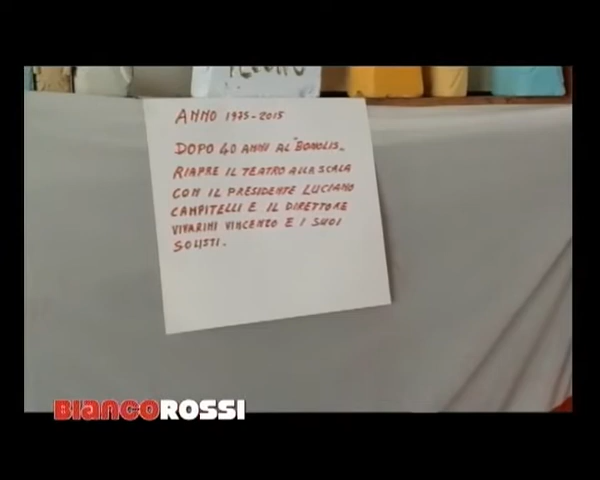 ANNO 1975-2015
DOPO 40 ANNI AL "BONOLIS"
RIAPRE IL TEATRO ALLA SCALA
CON IL PRESIDENTE LUCIANO
CAMPITELLI E IL DIRETTORE
VIVARINI VINCENZO E I SUOI
SOLISTI.
BIANCOROSSI